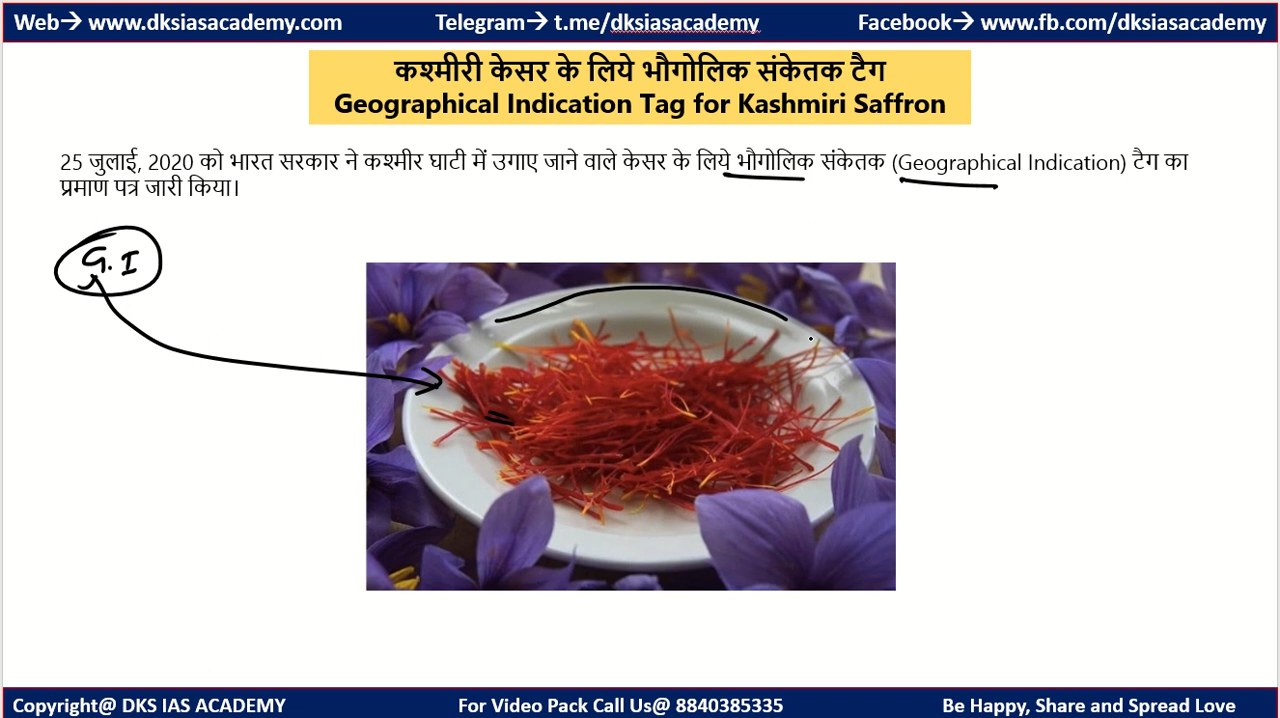 Web→ www.dksiasacademy.com
Telegram→ t.me/dksiasacademy
Facebook→ www.fb.com/dksiasacademy
कश्मीरी केसर के लिये भौगोलिक संकेतक टैग
Geographical Indication Tag for Kashmiri Saffron
25 जुलाई, 2020 को भारत सरकार ने कश्मीर घाटी में उगाए जाने वाले केसर के लिये भौगोलिक संकेतक (Geographical Indication) टैग का
प्रमाण पत्र जारी किया।
G.I
Copyright@ DKS IAS ACADEMY
For Video Pack Call Us@ 8840385335
Be Happy, Share and Spread Love